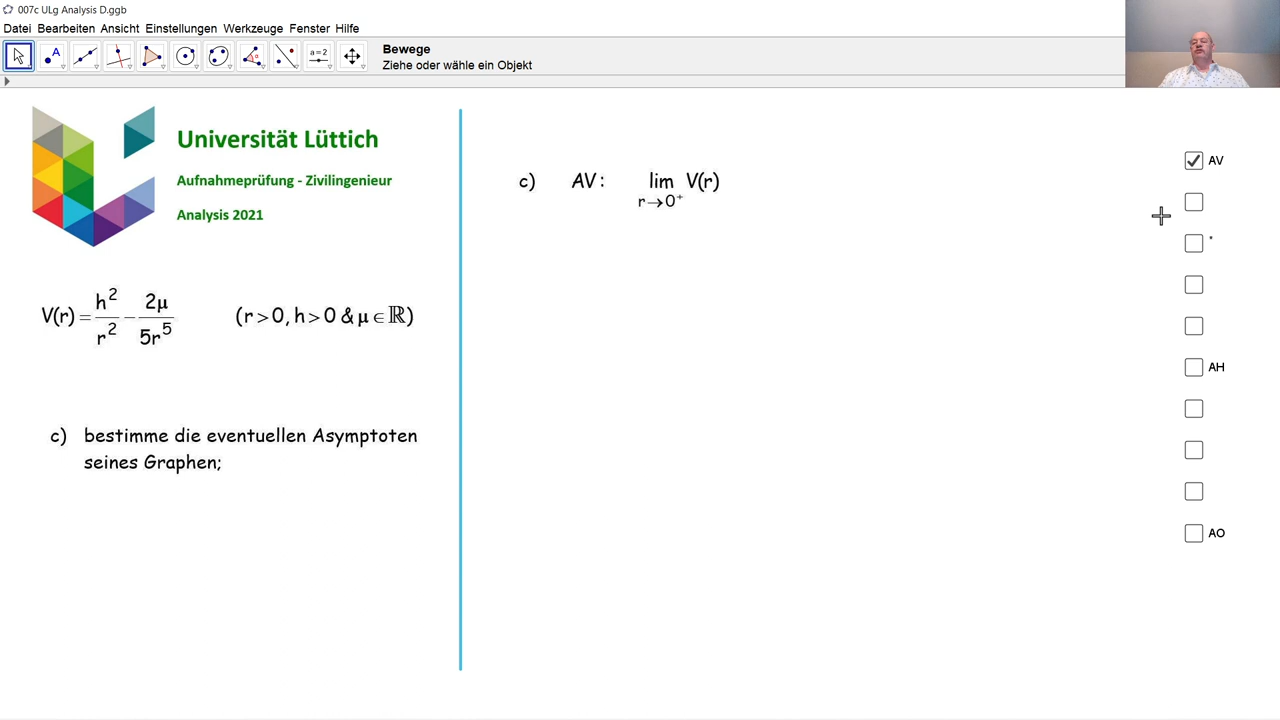 007c ULg Analysis D.ggb
Datei Bearbeiten Ansicht Einstellungen Werkzeuge Fenster Hilfe
A
a=2
Bewege
Ziehe oder wähle ein Objekt
Universität Lüttich
Aufnahmeprüfung - Zivilingenieur
Analysis 2021
V(r) = h²/r² − 2μ/5r⁵ (r > 0, h > 0 & μ ∈ ℝ)
c) bestimme die eventuellen Asymptoten
seines Graphen;
c) AV : lim V(r)
r→0⁺
AV
*
AH
AO